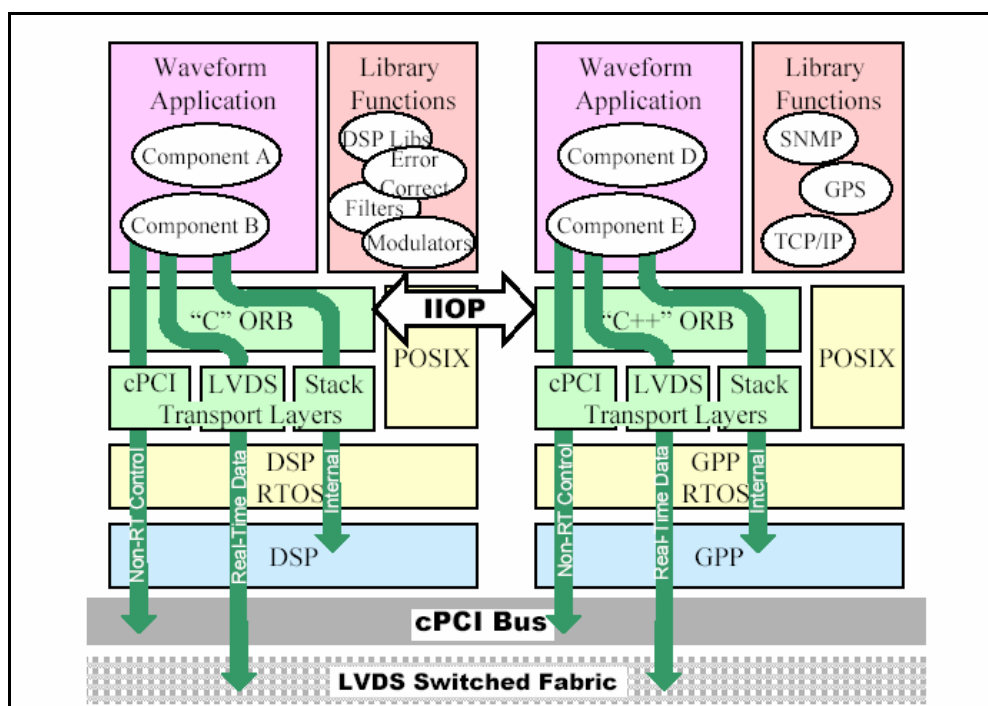 Waveform
Application
Component A
Component B
Library
Functions
DSP Libs
Error
Correct
Filters
Modulators
Waveform
Application
Component D
Component E
Library
Functions
SNMP
GPS
TCP/IP
“C” ORB
IIOP
POSIX
“C++” ORB
POSIX
cPCI
LVDS
Stack
Transport Layers
cPCI
LVDS
Stack
Transport Layers
DSP
RTOS
GPP
RTOS
Non-RT Control
Real-Time Data
Internal
Non-RT Control
Real-Time Data
Internal
DSP
GPP
cPCI Bus
LVDS Switched Fabric